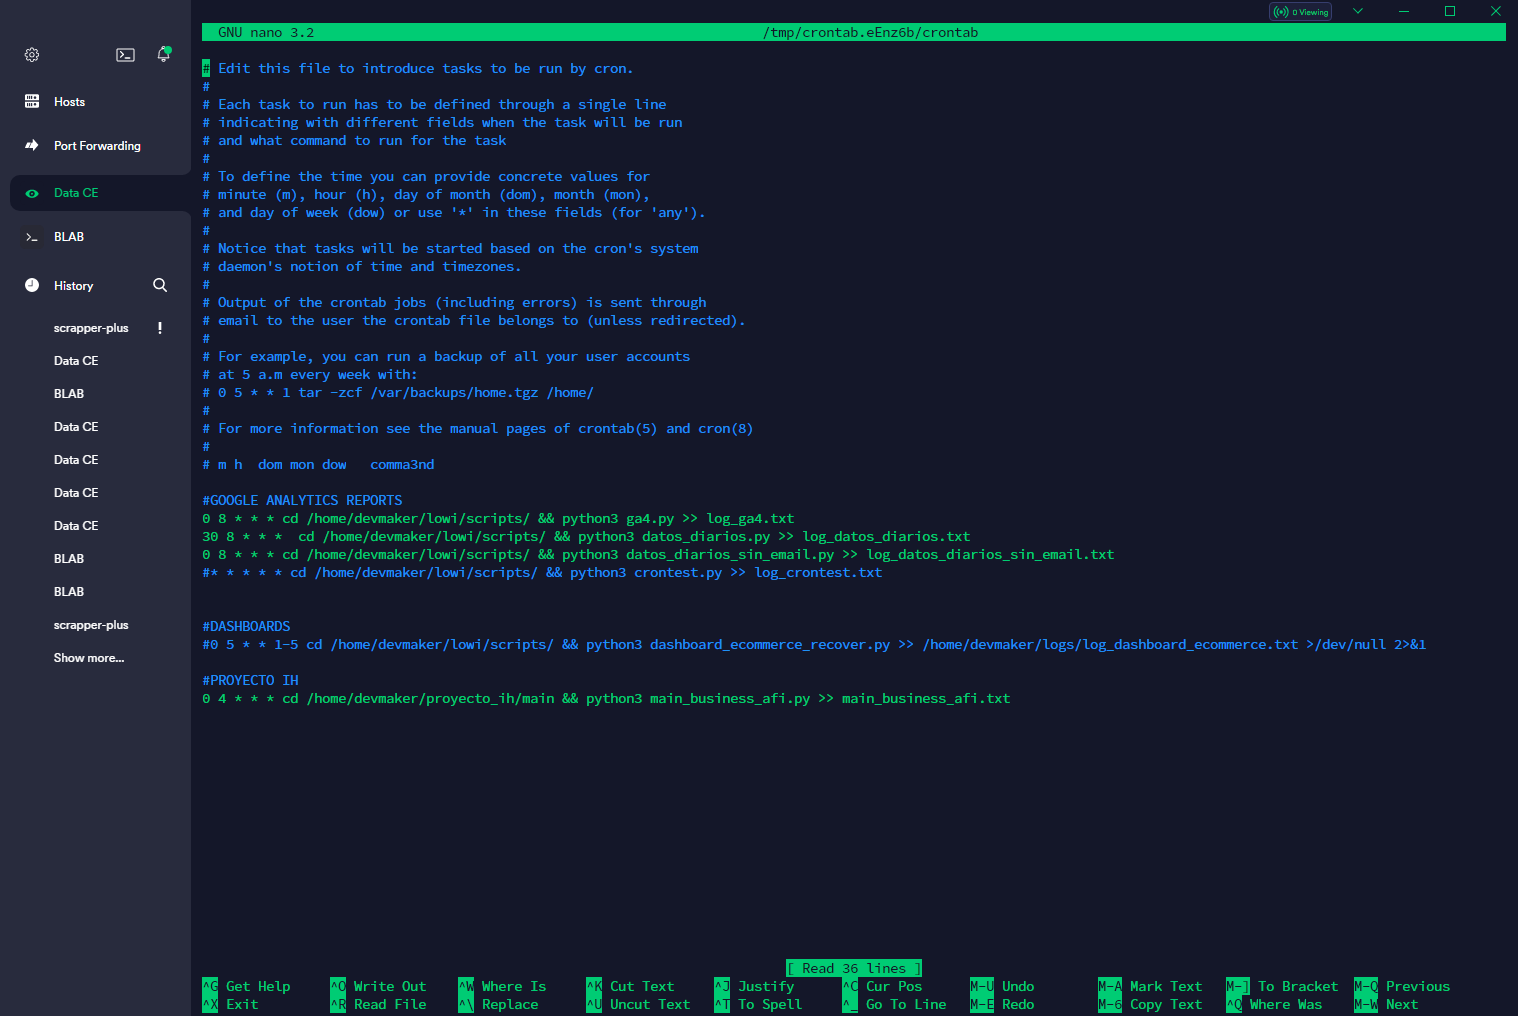 0 Viewing
Hosts
Port Forwarding
Data CE
BLAB
History
scrapper-plus !
Data CE
BLAB
Data CE
Data CE
Data CE
Data CE
BLAB
BLAB
scrapper-plus
Show more...
GNU nano 3.2 /tmp/crontab.eEnz6b/crontab
# Edit this file to introduce tasks to be run by cron.
#
# Each task to run has to be defined through a single line
# indicating with different fields when the task will be run
# and what command to run for the task
#
# To define the time you can provide concrete values for
# minute (m), hour (h), day of month (dom), month (mon),
# and day of week (dow) or use '*' in these fields (for 'any').
#
# Notice that tasks will be started based on the cron's system
# daemon's notion of time and timezones.
#
# Output of the crontab jobs (including errors) is sent through
# email to the user the crontab file belongs to (unless redirected).
#
# For example, you can run a backup of all your user accounts
# at 5 a.m every week with:
# 0 5 * * 1 tar -zcf /var/backups/home.tgz /home/
#
# For more information see the manual pages of crontab(5) and cron(8)
#
# m h  dom mon dow   comma3nd
#GOOGLE ANALYTICS REPORTS
0 8 * * * cd /home/devmaker/lowi/scripts/ && python3 ga4.py >> log_ga4.txt
30 8 * * *  cd /home/devmaker/lowi/scripts/ && python3 datos_diarios.py >> log_datos_diarios.txt
0 8 * * * cd /home/devmaker/lowi/scripts/ && python3 datos_diarios_sin_email.py >> log_datos_diarios_sin_email.txt
#* * * * * cd /home/devmaker/lowi/scripts/ && python3 crontest.py >> log_crontest.txt
#DASHBOARDS
#0 5 * * 1-5 cd /home/devmaker/lowi/scripts/ && python3 dashboard_ecommerce_recover.py >> /home/devmaker/logs/log_dashboard_ecommerce.txt >/dev/null 2>&1
#PROYECTO IH
0 4 * * * cd /home/devmaker/proyecto_ih/main && python3 main_business_afi.py >> main_business_afi.txt
[ Read 36 lines ]
^G Get Help ^O Write Out ^W Where Is ^K Cut Text ^J Justify ^C Cur Pos M-U Undo M-A Mark Text M-] To Bracket M-Q Previous
^X Exit ^R Read File ^\ Replace ^U Uncut Text ^T To Spell ^_ Go To Line M-E Redo M-6 Copy Text ^Q Where Was M-W Next